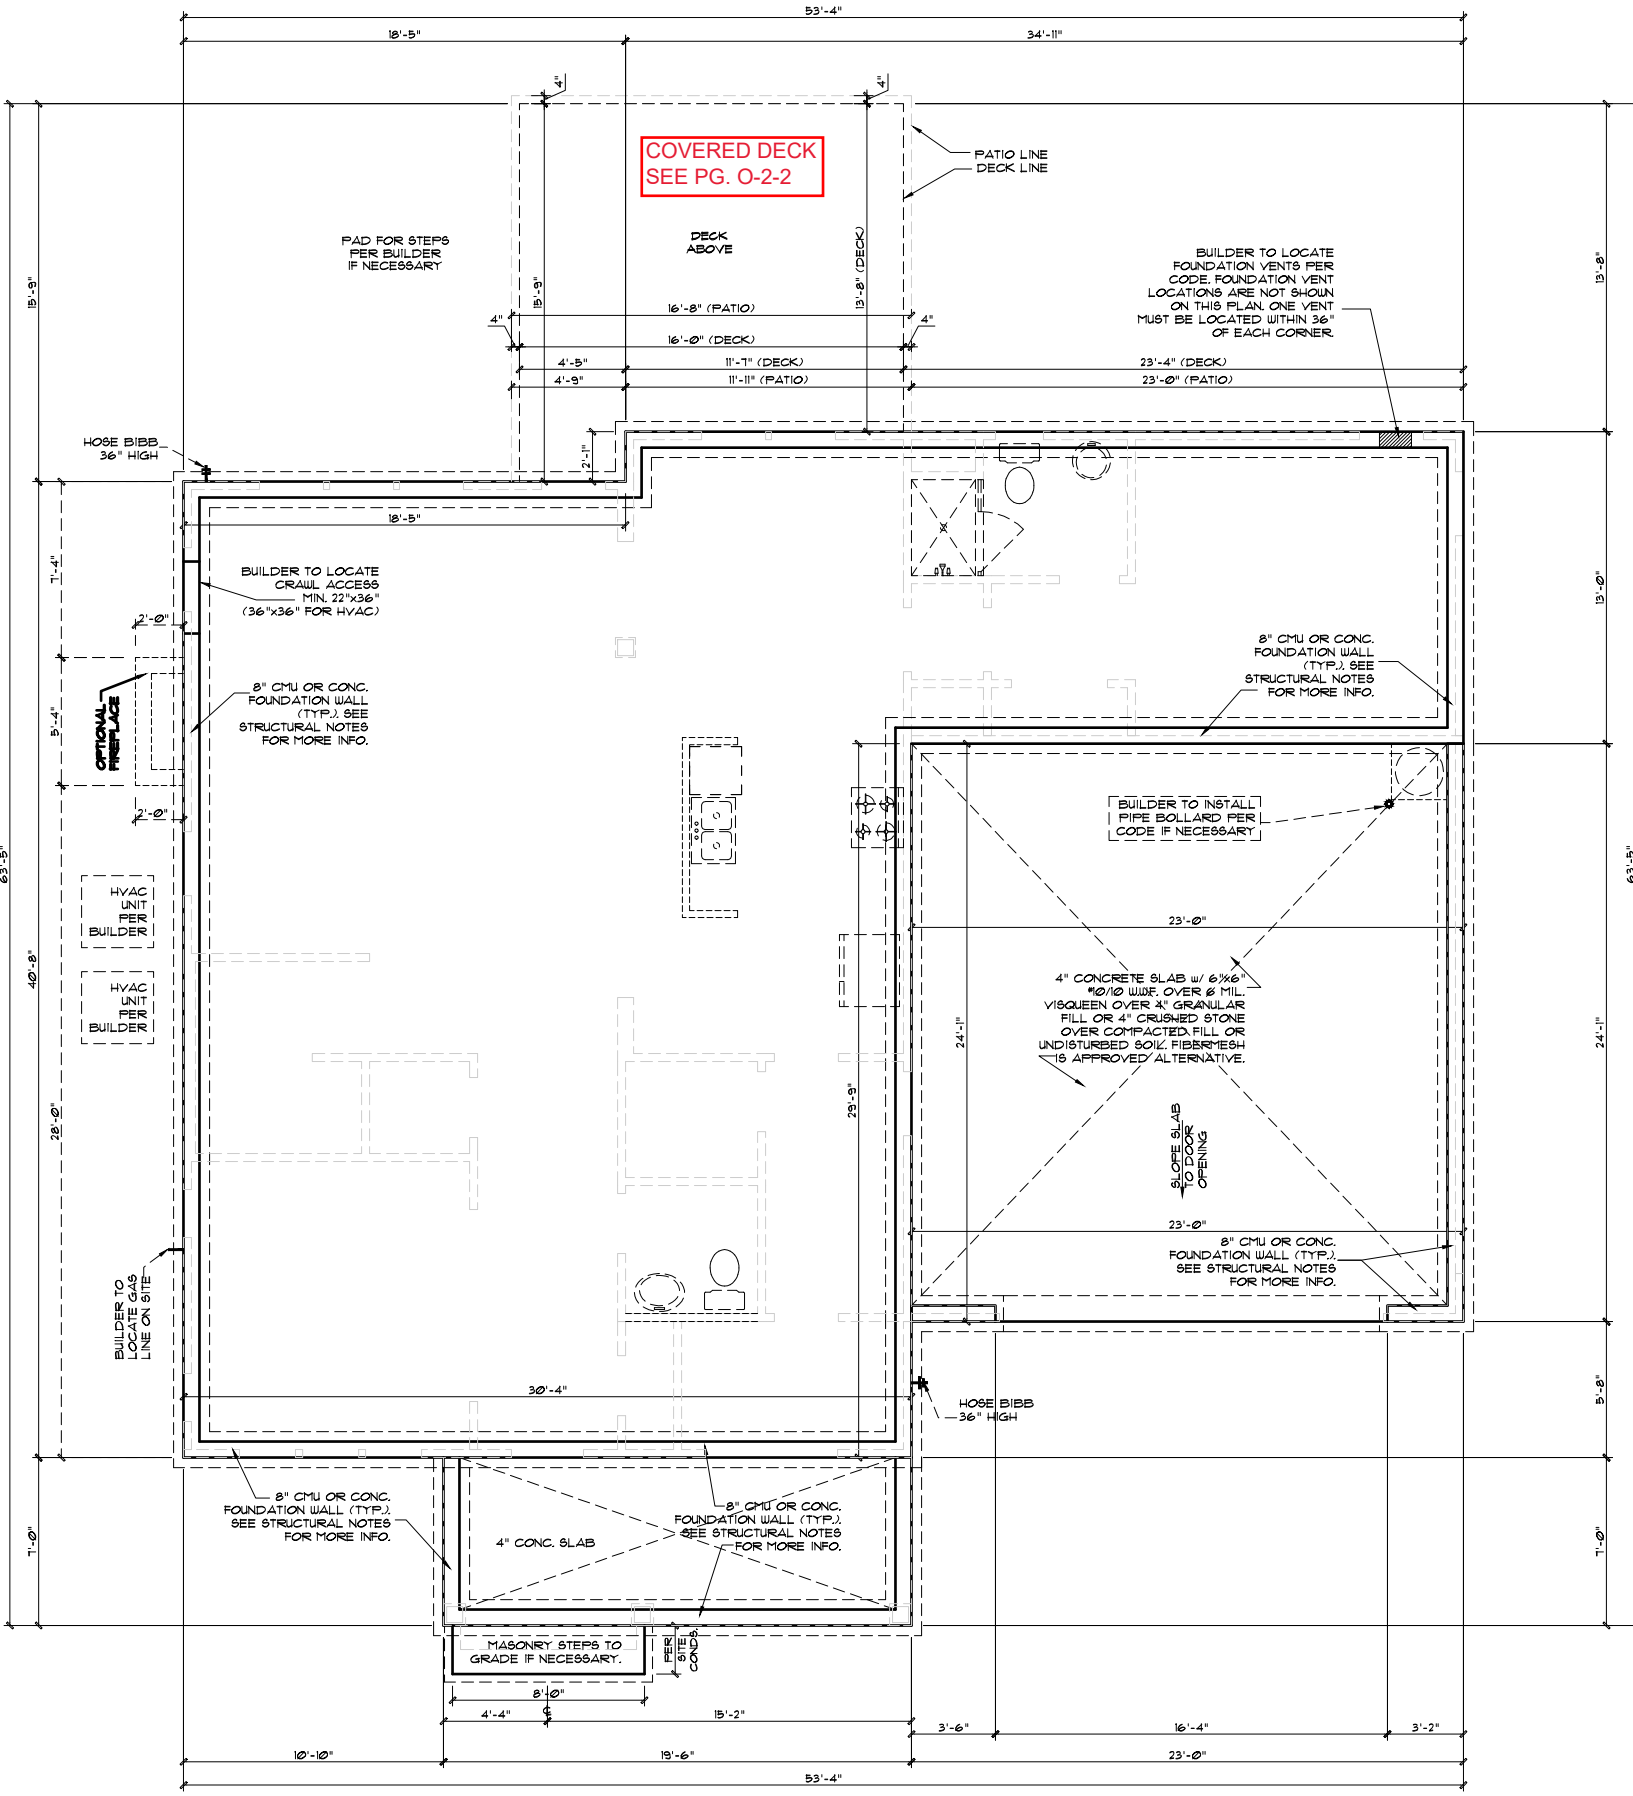 53'-4"
18'-5"
34'-11"
4"
4"
COVERED DECK
SEE PG. O-2-2
PATIO LINE
DECK LINE
PAD FOR STEPS
PER BUILDER
IF NECESSARY
DECK
ABOVE
BUILDER TO LOCATE
FOUNDATION VENTS PER
CODE. FOUNDATION VENT
LOCATIONS ARE NOT SHOWN
ON THIS PLAN. ONE VENT
MUST BE LOCATED WITHIN 36"
OF EACH CORNER.
15'-9"
15'-9"
13'-8" (DECK)
13'-8"
16'-8" (PATIO)
4"
4"
16'-0" (DECK)
4'-5"
11'-7" (DECK)
23'-4" (DECK)
4'-9"
11'-11" (PATIO)
23'-0" (PATIO)
HOSE BIBB
36" HIGH
2'-1"
18'-5"
BUILDER TO LOCATE
CRAWL ACCESS
MIN. 22"x36"
(36"x36" FOR HVAC)
7'-4"
13'-0"
2'-0"
8" CMU OR CONC.
FOUNDATION WALL
(TYP.). SEE
STRUCTURAL NOTES
FOR MORE INFO.
8" CMU OR CONC.
FOUNDATION WALL
(TYP.). SEE
STRUCTURAL NOTES
FOR MORE INFO.
5'-4"
OPTIONAL
FIREPLACE
2'-0"
BUILDER TO INSTALL
PIPE BOLLARD PER
CODE IF NECESSARY
63'-5"
63'-5"
HVAC
UNIT
PER
BUILDER
23'-0"
40'-8"
HVAC
UNIT
PER
BUILDER
4" CONCRETE SLAB W/ 6"x6"
#10/10 W.W.F. OVER 6 MIL.
VISQUEEN OVER 4" GRANULAR
FILL OR 4" CRUSHED STONE
OVER COMPACTED FILL OR
UNDISTURBED SOIL. FIBERMESH
IS APPROVED ALTERNATIVE.
24'-1"
24'-1"
28'-0"
29'-9"
SLOPE SLAB
TO DOOR
OPENING
23'-0"
8" CMU OR CONC.
FOUNDATION WALL (TYP.).
SEE STRUCTURAL NOTES
FOR MORE INFO.
BUILDER TO
LOCATE GAS
LINE ON SITE
30'-4"
5'-8"
HOSE BIBB
36" HIGH
8" CMU OR CONC.
FOUNDATION WALL (TYP.).
SEE STRUCTURAL NOTES
FOR MORE INFO.
8" CMU OR CONC.
FOUNDATION WALL (TYP.).
SEE STRUCTURAL NOTES
FOR MORE INFO.
4" CONC. SLAB
7'-0"
7'-0"
MASONRY STEPS TO
GRADE IF NECESSARY.
PER
SITE
CONDS.
8'-0"
4'-4"
15'-2"
3'-6"
16'-4"
3'-2"
10'-10"
19'-6"
23'-0"
53'-4"